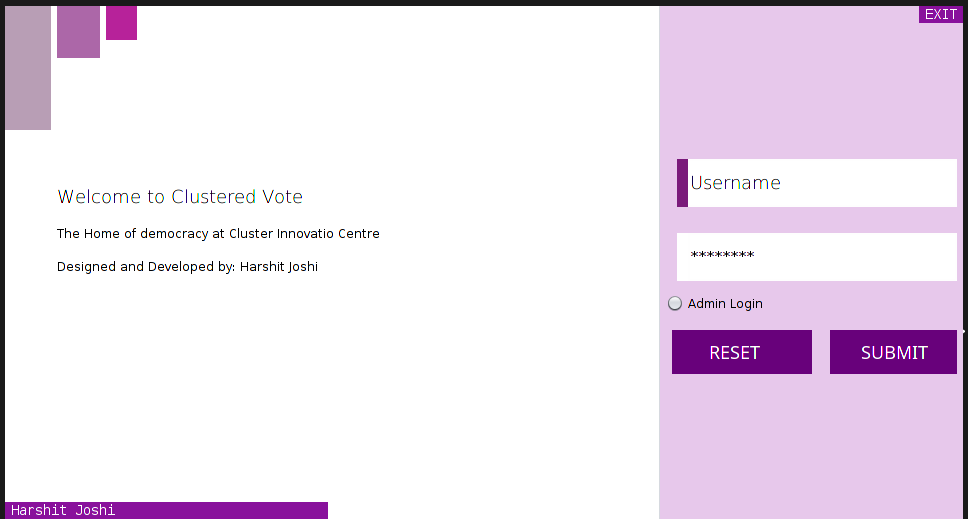 EXIT
Welcome to Clustered Vote
The Home of democracy at Cluster Innovatio Centre
Designed and Developed by: Harshit Joshi
Username
********
Admin Login
RESET
SUBMIT
Harshit Joshi